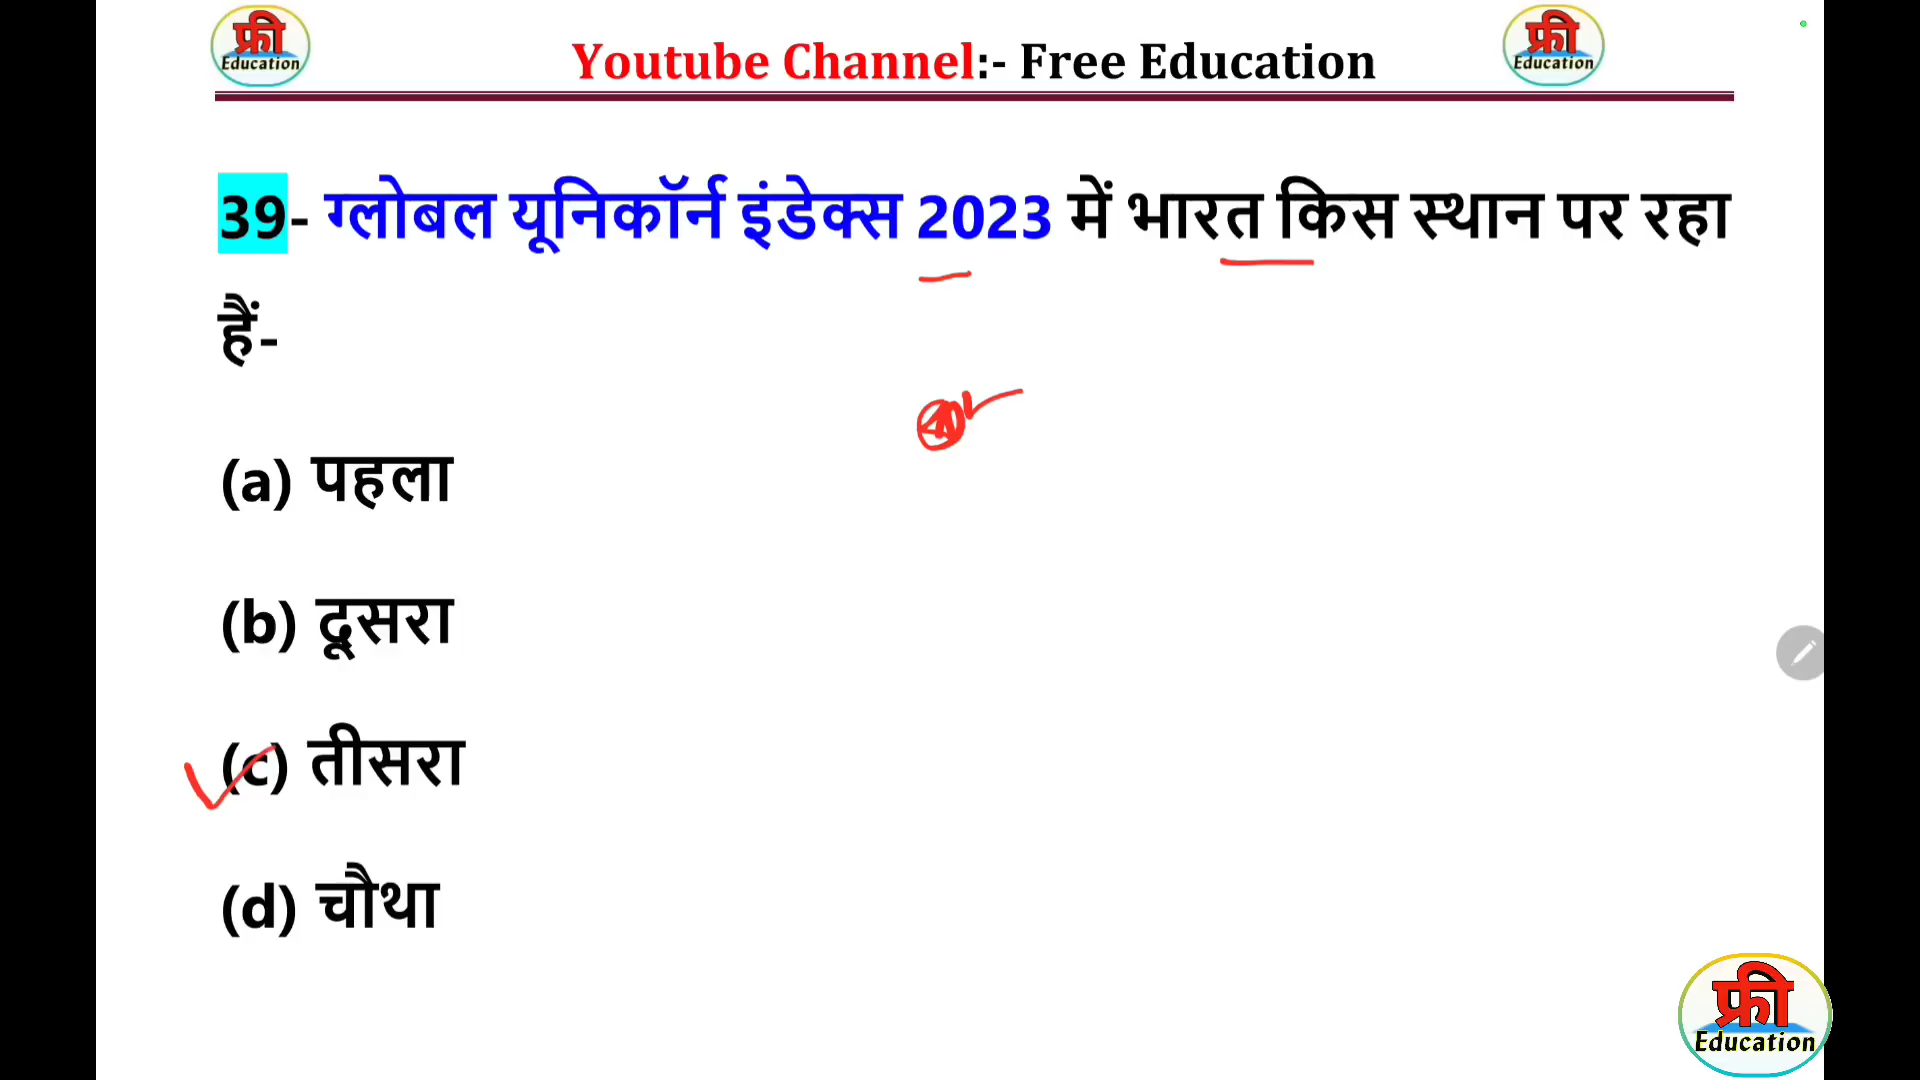 फ्री
Education
Youtube Channel:- Free Education
फ्री
Education
39- ग्लोबल यूनिकॉर्न इंडेक्स 2023 में भारत किस स्थान पर रहा
हैं-
(a) पहला
(b) दूसरा
(c) तीसरा
(d) चौथा
फ्री
Education